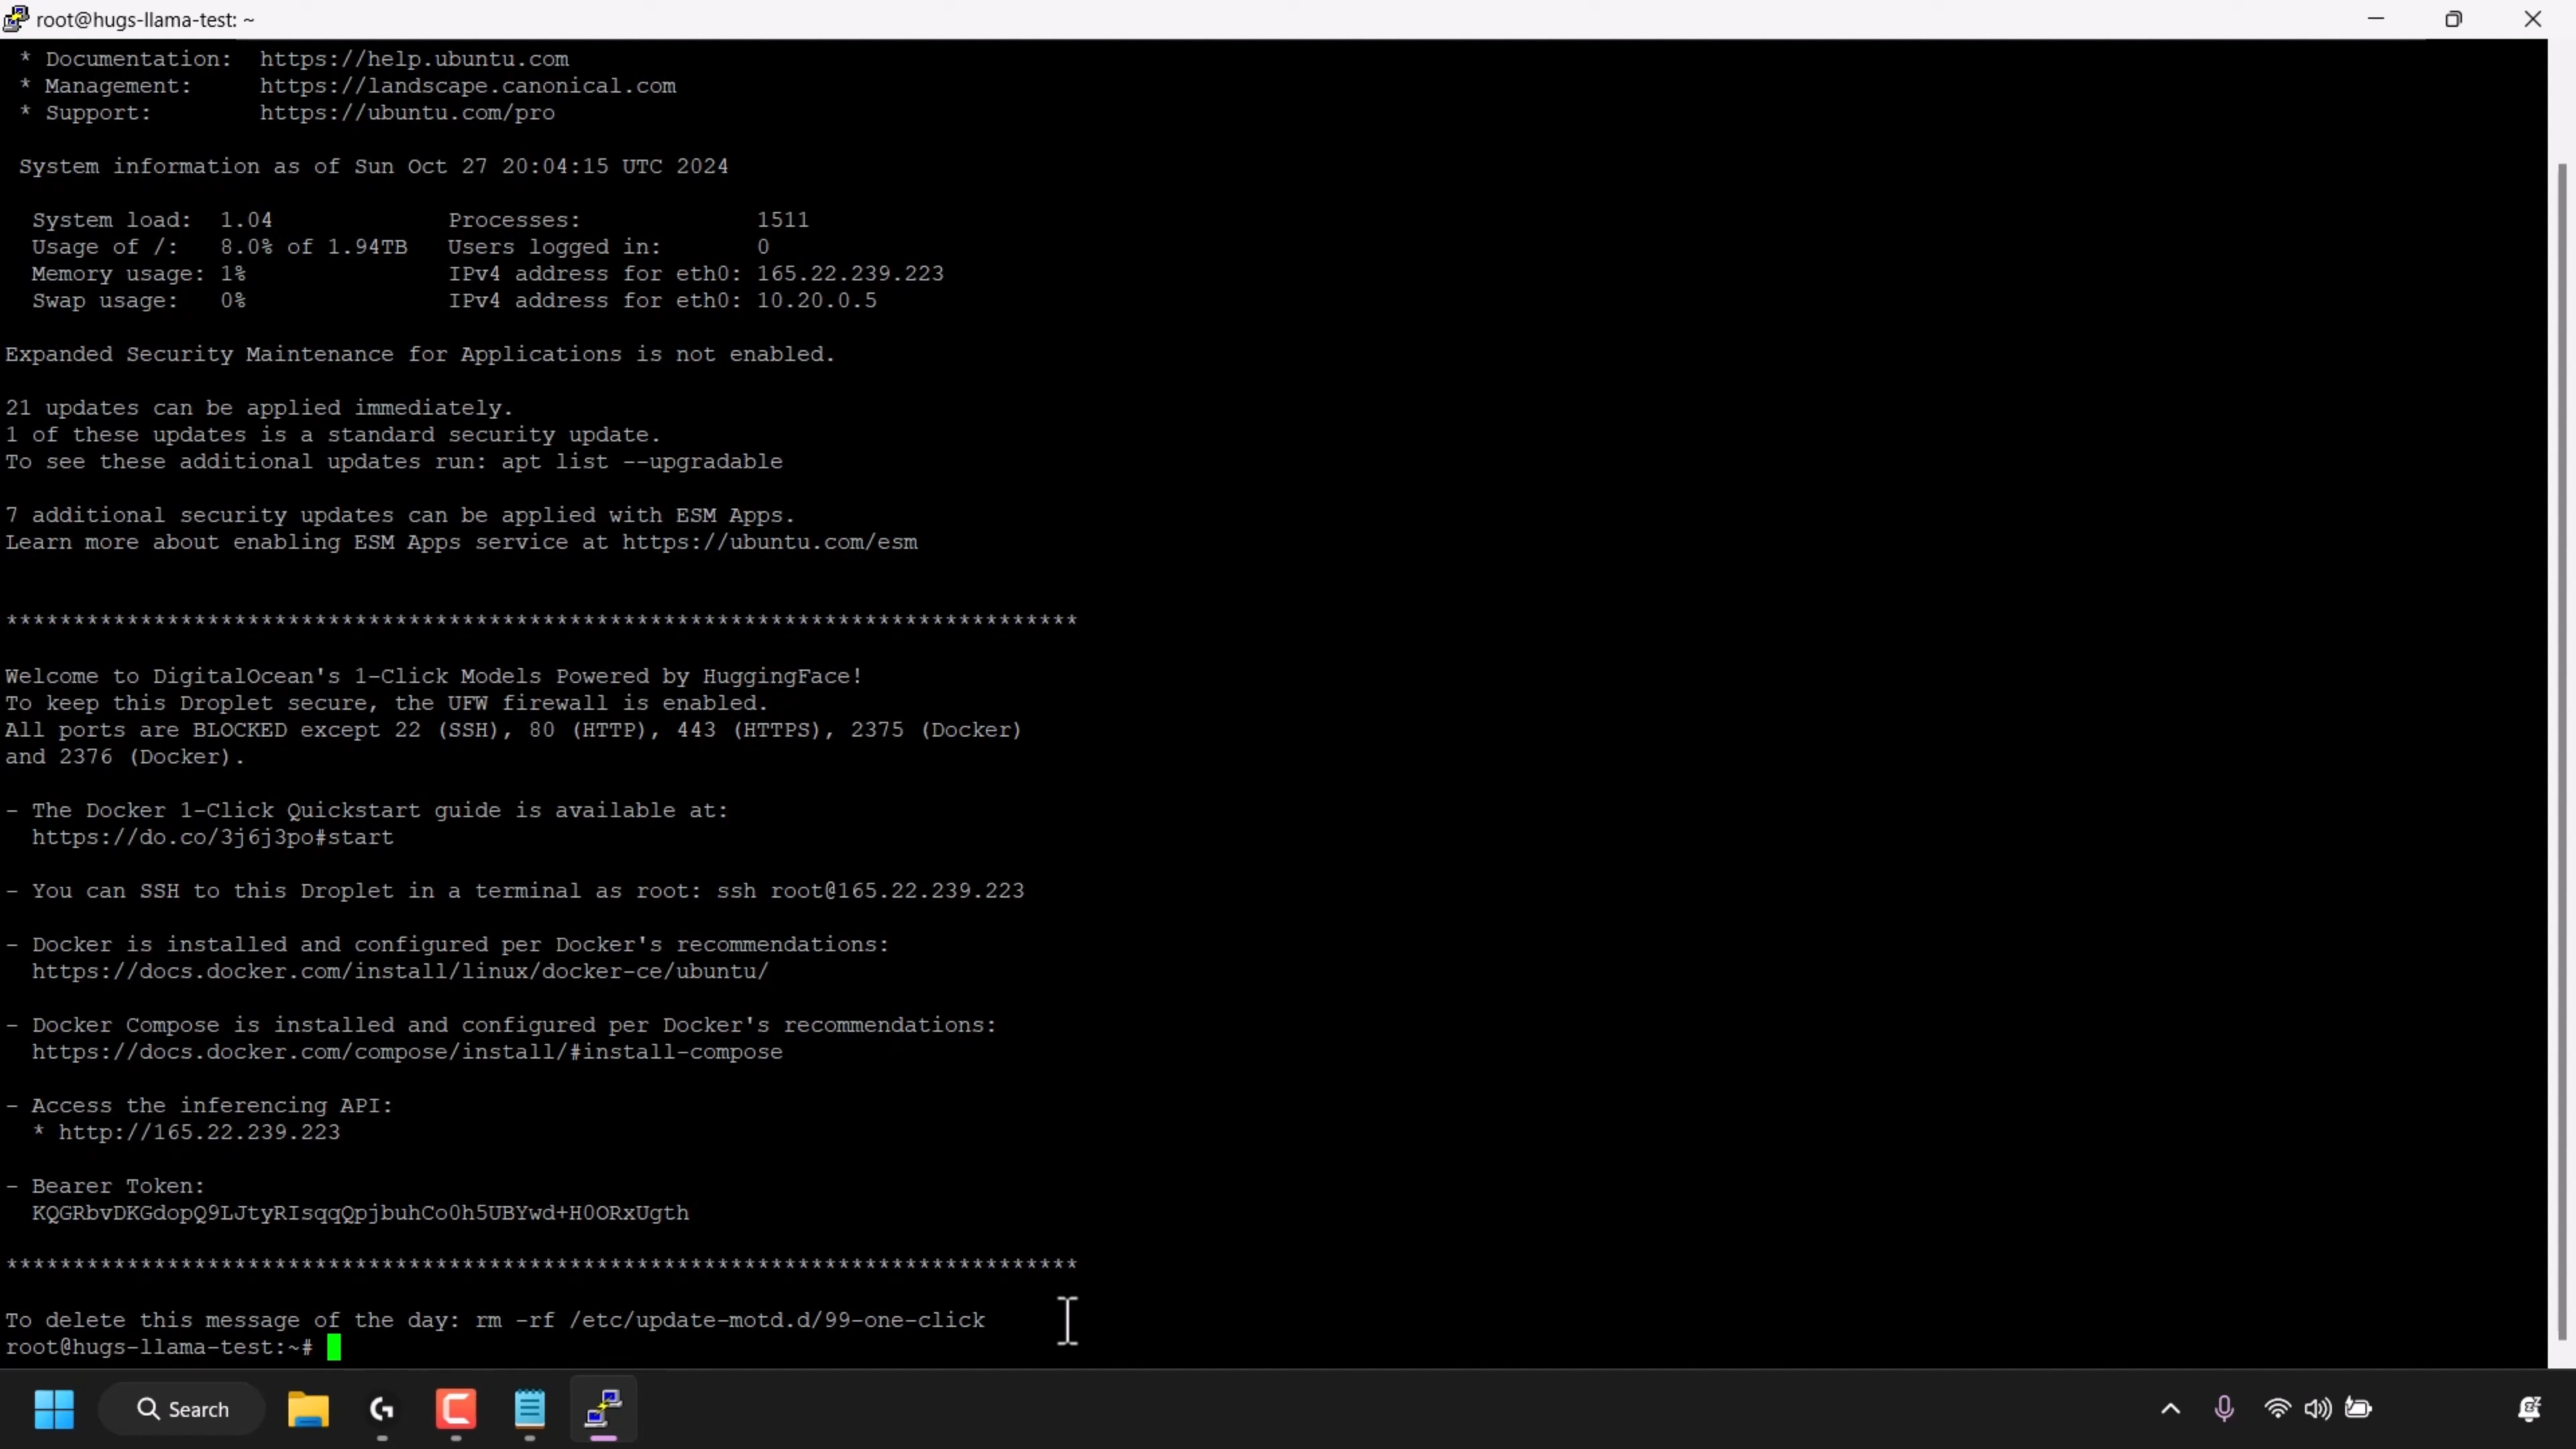 root@hugs-llama-test: ~
* Documentation: https://help.ubuntu.com
* Management: https://landscape.canonical.com
* Support: https://ubuntu.com/pro
System information as of Sun Oct 27 20:04:15 UTC 2024
System load: 1.04 Processes: 1511
Usage of /: 8.0% of 1.94TB Users logged in: 0
Memory usage: 1% IPv4 address for eth0: 165.22.239.223
Swap usage: 0% IPv4 address for eth0: 10.20.0.5
Expanded Security Maintenance for Applications is not enabled.
21 updates can be applied immediately.
1 of these updates is a standard security update.
To see these additional updates run: apt list --upgradable
7 additional security updates can be applied with ESM Apps.
Learn more about enabling ESM Apps service at https://ubuntu.com/esm
********************************************************************************
Welcome to DigitalOcean's 1-Click Models Powered by HuggingFace!
To keep this Droplet secure, the UFW firewall is enabled.
All ports are BLOCKED except 22 (SSH), 80 (HTTP), 443 (HTTPS), 2375 (Docker)
and 2376 (Docker).
- The Docker 1-Click Quickstart guide is available at:
https://do.co/3j6j3po#start
- You can SSH to this Droplet in a terminal as root: ssh root@165.22.239.223
- Docker is installed and configured per Docker's recommendations:
https://docs.docker.com/install/linux/docker-ce/ubuntu/
- Docker Compose is installed and configured per Docker's recommendations:
https://docs.docker.com/compose/install/#install-compose
- Access the inferencing API:
* http://165.22.239.223
- Bearer Token:
KQGRbvDKGdopQ9LJtyRIsqqQpjbuhCo0h5UBYwd+H0ORxUgth
********************************************************************************
To delete this message of the day: rm -rf /etc/update-motd.d/99-one-click
root@hugs-llama-test:~#
Search